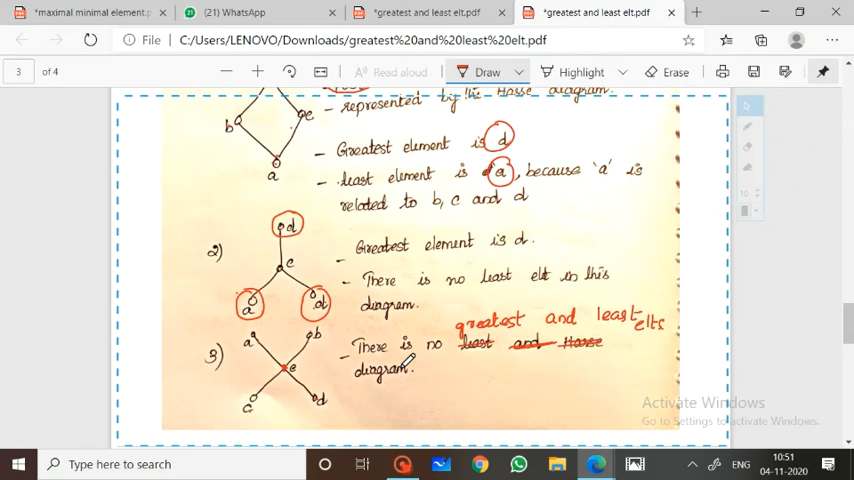 *maximal minimal element.pdf
(21) WhatsApp
*greatest and least elt.pdf
*greatest and least elt.pdf
File
C:/Users/LENOVO/Downloads/greatest%20and%20least%20elt.pdf
3 of 4
Read aloud
Draw
Highlight
Erase
- represented by the Hasse diagram.
b
c
a
- Greatest element is d
- least element is 'a', because 'a' is
related to b, c and d
2)
d
c
a
- Greatest element is d.
- There is no least elt in this
diagram.
greatest and least elts
3)
a
b
e
c
d
- There is no least and Hasse
diagram.
10
Activate Windows
Go to Settings to activate Windows.
Type here to search
ENG
10:51
04-11-2020